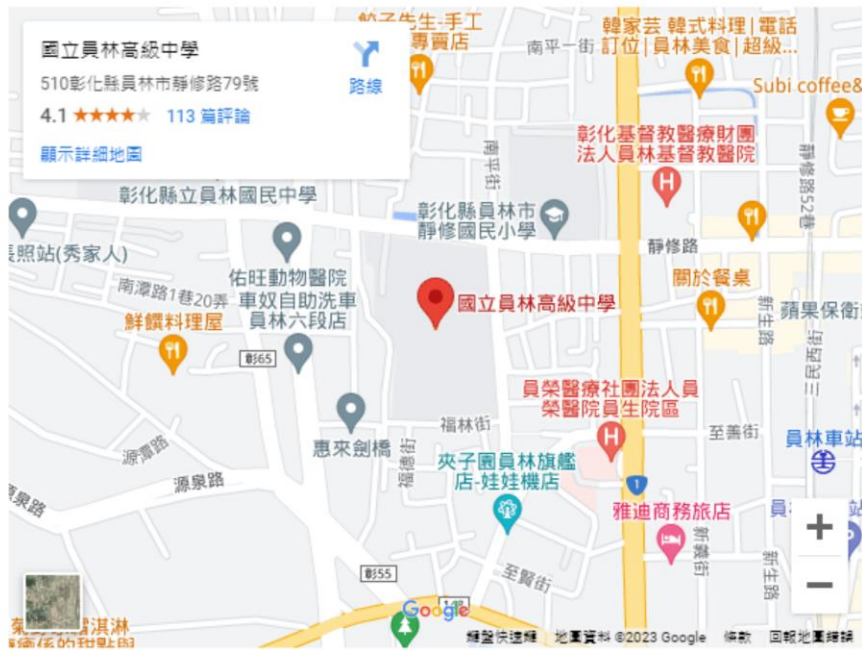 國立員林高級中學
510彰化縣員林市靜修路79號
4.1
113 篇評論
顯示詳細地圖
路線
餃子先生-手工
專賣店
南平一街
韓家芸 韓式料理 | 電話
訂位 | 員林美食 | 超級...
Subi coffee&
彰化基督教醫療財團
法人員林基督教醫院
南平街
靜修路52巷
彰化縣立員林國民中學
彰化縣員林市
靜修國民小學
靜修路
長照站(秀家人)
佑旺動物醫院
車奴自助洗車
員林六段店
南潭路1巷20弄
鮮饌料理屋
國立員林高級中學
關於餐桌
新生路
蘋果保衛
三民西街
彰65
員榮醫療社團法人員
榮醫院員生院區
福林街
至善街
惠來劍橋
福德街
源潭路
源泉路
源泉路
夾子園員林旗艦
店-娃娃機店
員林車站
1
雅迪商務旅店
新義街
新生路
至賢街
彰55
+
−
Google
鍵盤快速鍵
地圖資料 ©2023 Google
條款
回報地圖錯誤